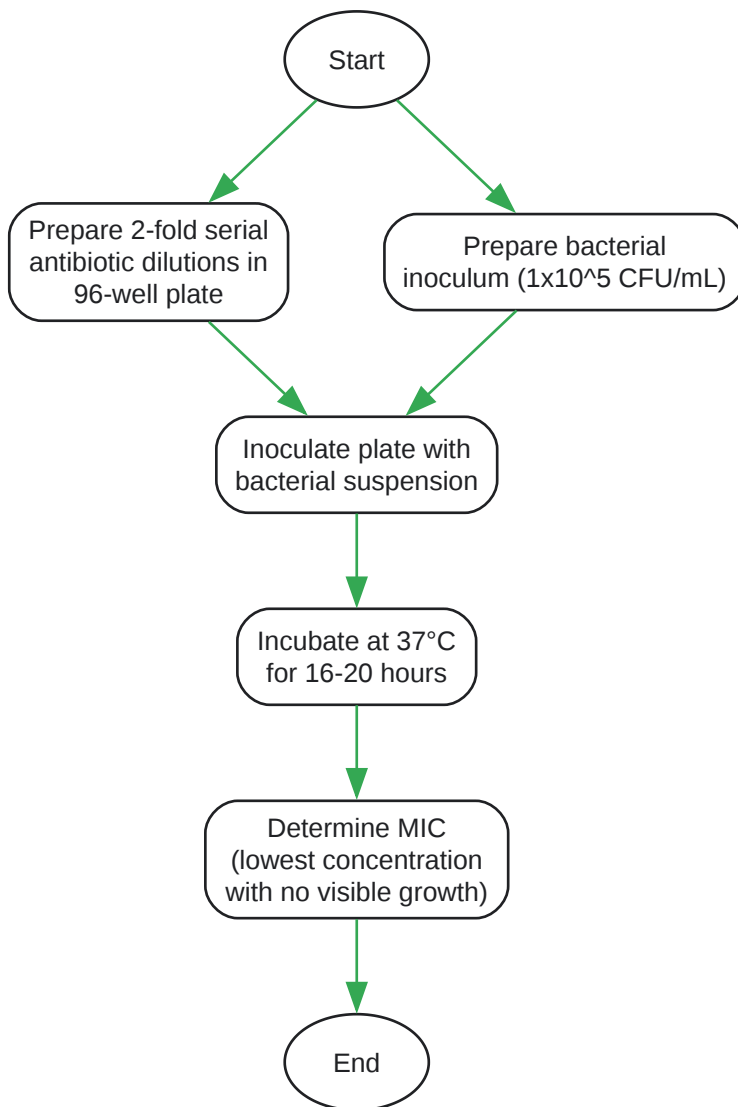 Start
Prepare 2-fold serial
antibiotic dilutions in
96-well plate
Prepare bacterial
inoculum (1x10^5 CFU/mL)
Inoculate plate with
bacterial suspension
Incubate at 37°C
for 16-20 hours
Determine MIC
(lowest concentration
with no visible growth)
End